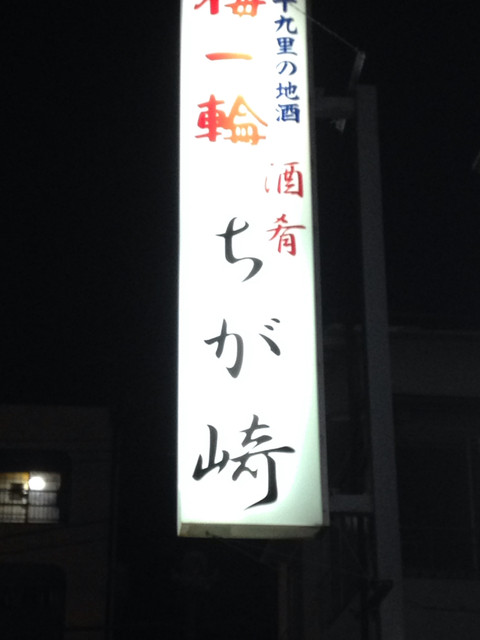 十九里の地酒
梅一輪
酒肴
ちが崎